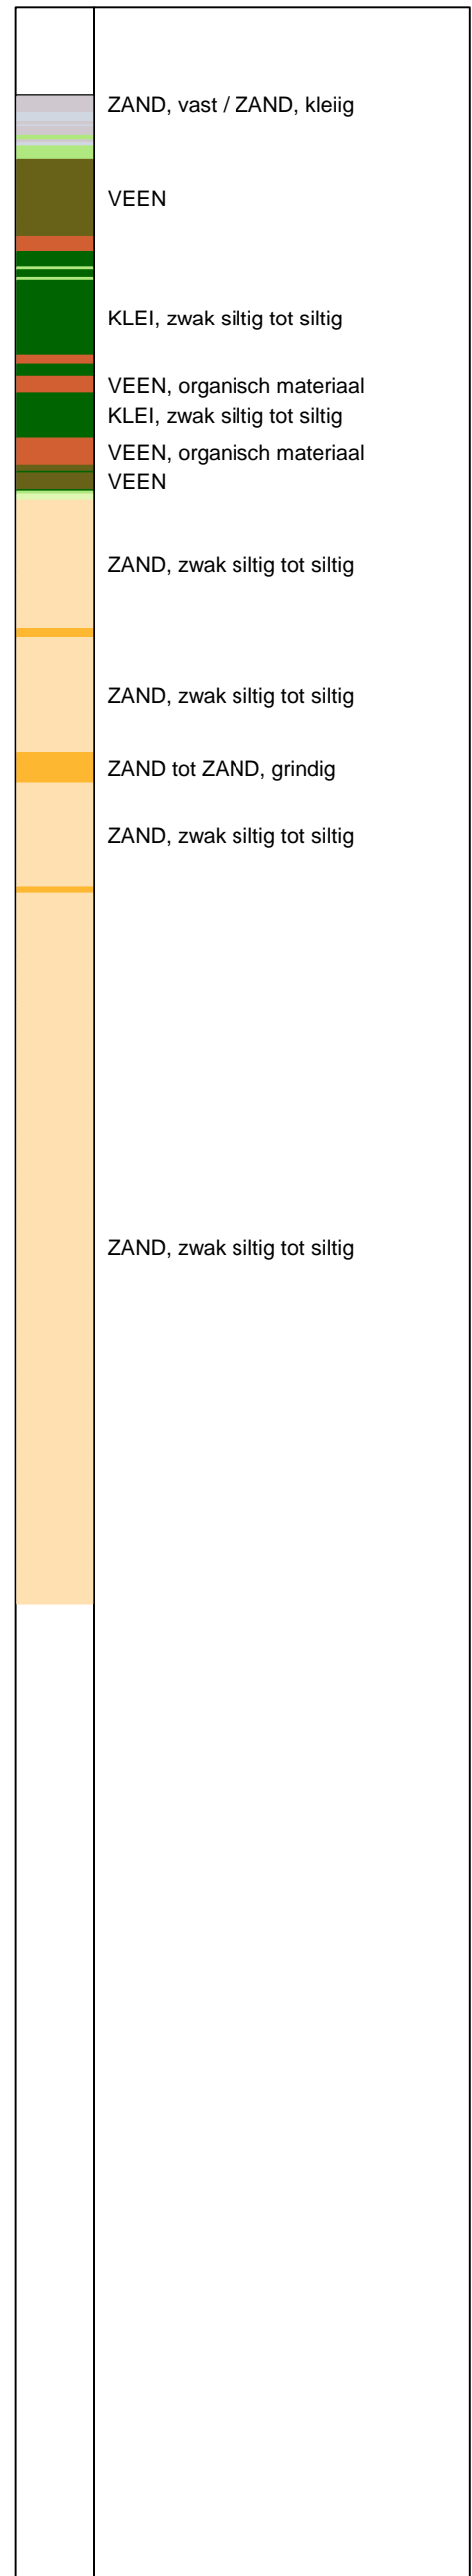 ZAND, vast / ZAND, kleiig
VEEN
KLEI, zwak siltig tot siltig
VEEN, organisch materiaal
KLEI, zwak siltig tot siltig
VEEN, organisch materiaal
VEEN
ZAND, zwak siltig tot siltig
ZAND, zwak siltig tot siltig
ZAND tot ZAND, grindig
ZAND, zwak siltig tot siltig
ZAND, zwak siltig tot siltig